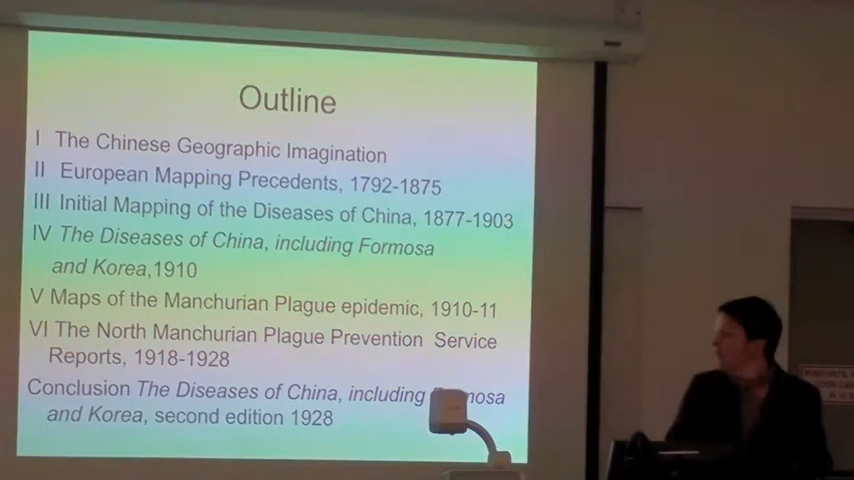 Outline
I The Chinese Geographic Imagination
II European Mapping Precedents, 1792-1875
III Initial Mapping of the Diseases of China, 1877-1903
IV The Diseases of China, including Formosa
and Korea,1910
V Maps of the Manchurian Plague epidemic, 1910-11
VI The North Manchurian Plague Prevention Service
Reports, 1918-1928
Conclusion The Diseases of China, including Formosa
and Korea, second edition 1928